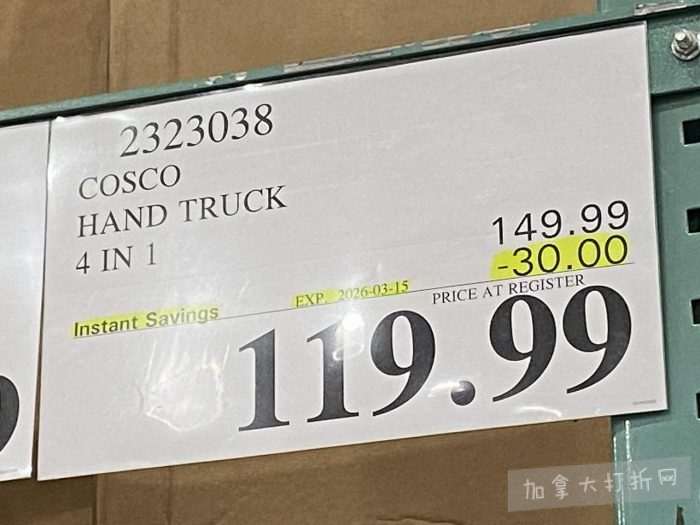 2323038
COSCO
HAND TRUCK
4 IN 1
149.99
-30.00
Instant Savings
EXP. 2026-03-15
PRICE AT REGISTER
119.99
9
加拿大打折网